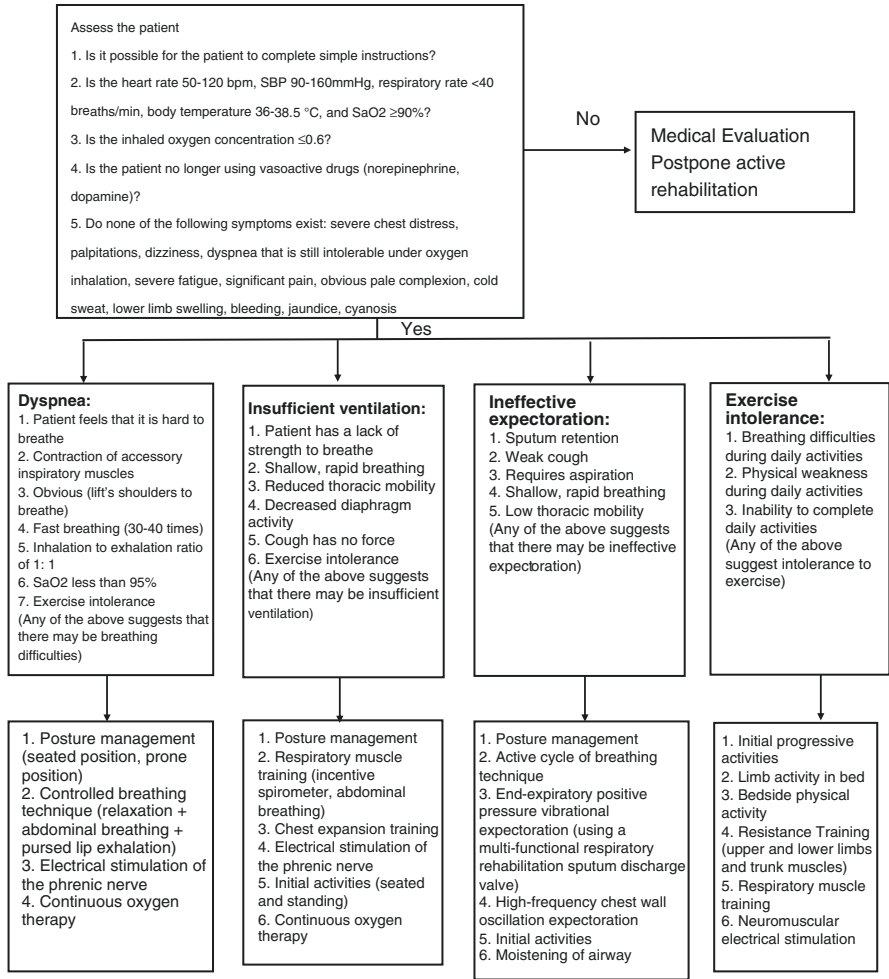 Assess the patient
1. Is it possible for the patient to complete simple instructions?
2. Is the heart rate 50-120 bpm, SBP 90-160mmHg, respiratory rate <40
breaths/min, body temperature 36-38.5 °C, and SaO2 ≥90%?
3. Is the inhaled oxygen concentration ≤0.6?
4. Is the patient no longer using vasoactive drugs (norepinephrine,
dopamine)?
5. Do none of the following symptoms exist: severe chest distress,
palpitations, dizziness, dyspnea that is still intolerable under oxygen
inhalation, severe fatigue, significant pain, obvious pale complexion, cold
sweat, lower limb swelling, bleeding, jaundice, cyanosis
No
Medical Evaluation
Postpone active
rehabilitation
Yes
Dyspnea:
1. Patient feels that it is hard to
breathe
2. Contraction of accessory
inspiratory muscles
3. Obvious (lift's shoulders to
breathe)
4. Fast breathing (30-40 times)
5. Inhalation to exhalation ratio
of 1: 1
6. SaO2 less than 95%
7. Exercise intolerance
(Any of the above suggests that
there may be breathing
difficulties)
Insufficient ventilation:
1. Patient has a lack of
strength to breathe
2. Shallow, rapid breathing
3. Reduced thoracic mobility
4. Decreased diaphragm
activity
5. Cough has no force
6. Exercise intolerance
(Any of the above suggests
that there may be insufficient
ventilation)
Ineffective
expectoration:
1. Sputum retention
2. Weak cough
3. Requires aspiration
4. Shallow, rapid breathing
5. Low thoracic mobility
(Any of the above suggests
that there may be ineffective
expectoration)
Exercise
intolerance:
1. Breathing difficulties
during daily activities
2. Physical weakness
during daily activities
3. Inability to complete
daily activities
(Any of the above
suggest intolerance to
exercise)
1. Posture management
(seated position, prone
position)
2. Controlled breathing
technique (relaxation +
abdominal breathing +
pursed lip exhalation)
3. Electrical stimulation of
the phrenic nerve
4. Continuous oxygen
therapy
1. Posture management
2. Respiratory muscle
training (incentive
spirometer, abdominal
breathing)
3. Chest expansion training
4. Electrical stimulation of
the phrenic nerve
5. Initial activities (seated
and standing)
6. Continuous oxygen
therapy
1. Posture management
2. Active cycle of breathing
technique
3. End-expiratory positive
pressure vibrational
expectoration (using a
multi-functional respiratory
rehabilitation sputum discharge
valve)
4. High-frequency chest wall
oscillation expectoration
5. Initial activities
6. Moistening of airway
1. Initial progressive
activities
2. Limb activity in bed
3. Bedside physical
activity
4. Resistance Training
(upper and lower limbs
and trunk muscles)
5. Respiratory muscle
training
6. Neuromuscular
electrical stimulation